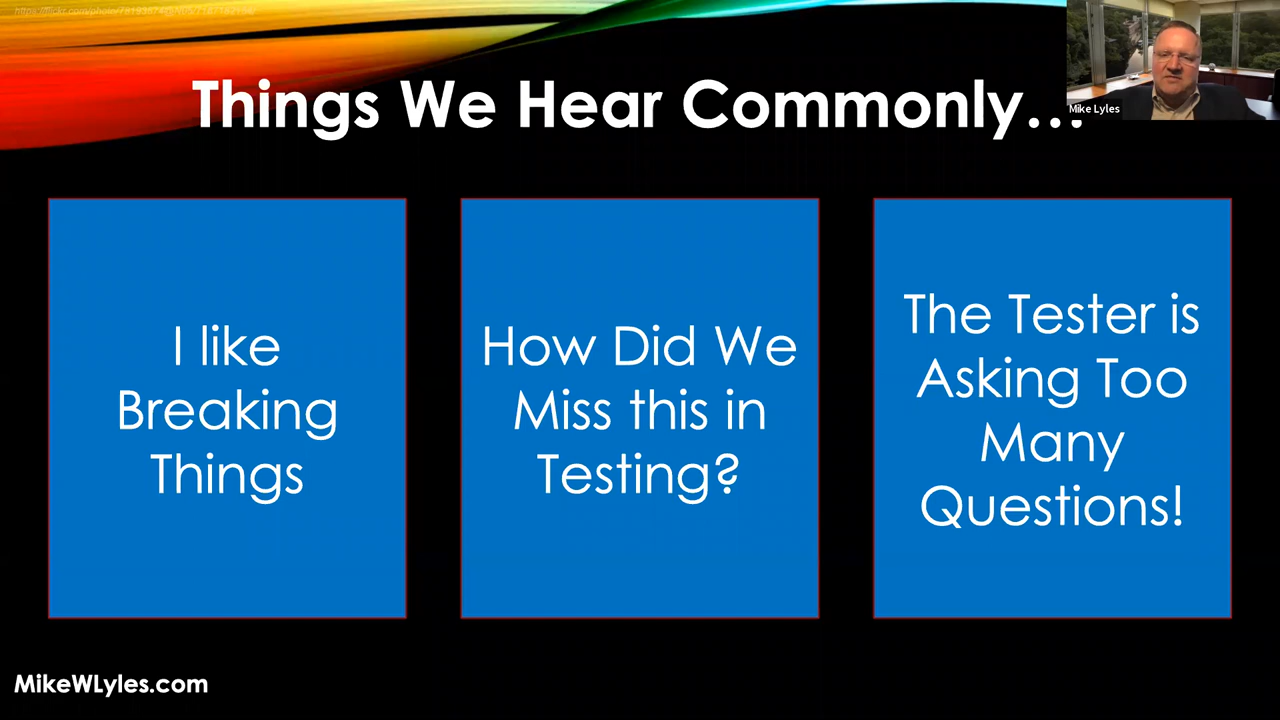 Things We Hear Commonly...
Mike Lyles
I like
Breaking
Things
How Did We
Miss this in
Testing?
The Tester is
Asking Too
Many
Questions!
MikeWLyles.com